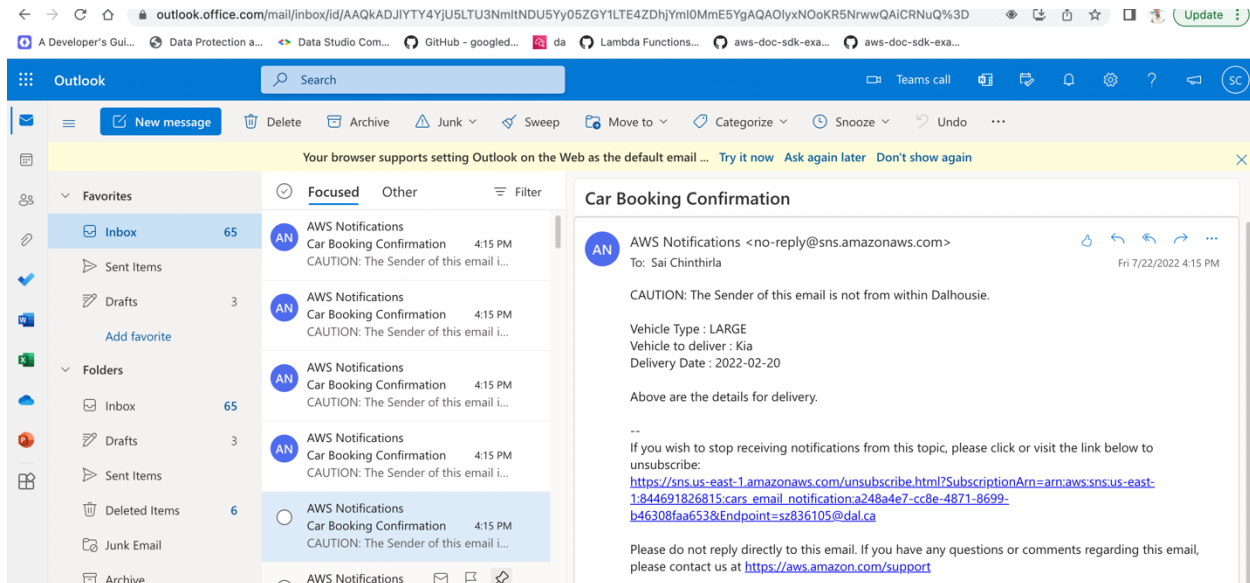 outlook.office.com/mail/inbox/id/AAQkADJlYTY4YjU5LTU3NmItNDU5Yy05ZGY1LTE4ZDhjYmI0MmE5YgAQAOlyxNOoKR5NrwwQAiCRNuQ%3D
Update
A Developer's Gui...
Data Protection a...
Data Studio Com...
GitHub - googled...
da
Lambda Functions...
aws-doc-sdk-exa...
aws-doc-sdk-exa...
Outlook
Search
Teams call
SC
New message
Delete
Archive
Junk
Sweep
Move to
Categorize
Snooze
Undo
Your browser supports setting Outlook on the Web as the default email ... Try it now Ask again later Don't show again
Favorites
Inbox 65
Sent Items
Drafts 3
Add favorite
Folders
Inbox 65
Drafts 3
Sent Items
Deleted Items 6
Junk Email
Archive
Focused Other Filter
AN
AWS Notifications
Car Booking Confirmation 4:15 PM
CAUTION: The Sender of this email i...
AN
AWS Notifications
Car Booking Confirmation 4:15 PM
CAUTION: The Sender of this email i...
AN
AWS Notifications
Car Booking Confirmation 4:15 PM
CAUTION: The Sender of this email i...
AN
AWS Notifications
Car Booking Confirmation 4:15 PM
CAUTION: The Sender of this email i...
AWS Notifications
Car Booking Confirmation 4:15 PM
CAUTION: The Sender of this email i...
AWS Notifications
Car Booking Confirmation
AN
AWS Notifications <no-reply@sns.amazonaws.com>
To: Sai Chinthirla
Fri 7/22/2022 4:15 PM
CAUTION: The Sender of this email is not from within Dalhousie.
Vehicle Type : LARGE
Vehicle to deliver : Kia
Delivery Date : 2022-02-20
Above are the details for delivery.
--
If you wish to stop receiving notifications from this topic, please click or visit the link below to
unsubscribe:
https://sns.us-east-1.amazonaws.com/unsubscribe.html?SubscriptionArn=arn:aws:sns:us-east-
1:844691826815:cars_email_notification:a248a4e7-cc8e-4871-8699-
b46308faa653&Endpoint=sz836105@dal.ca
Please do not reply directly to this email. If you have any questions or comments regarding this email,
please contact us at https://aws.amazon.com/support